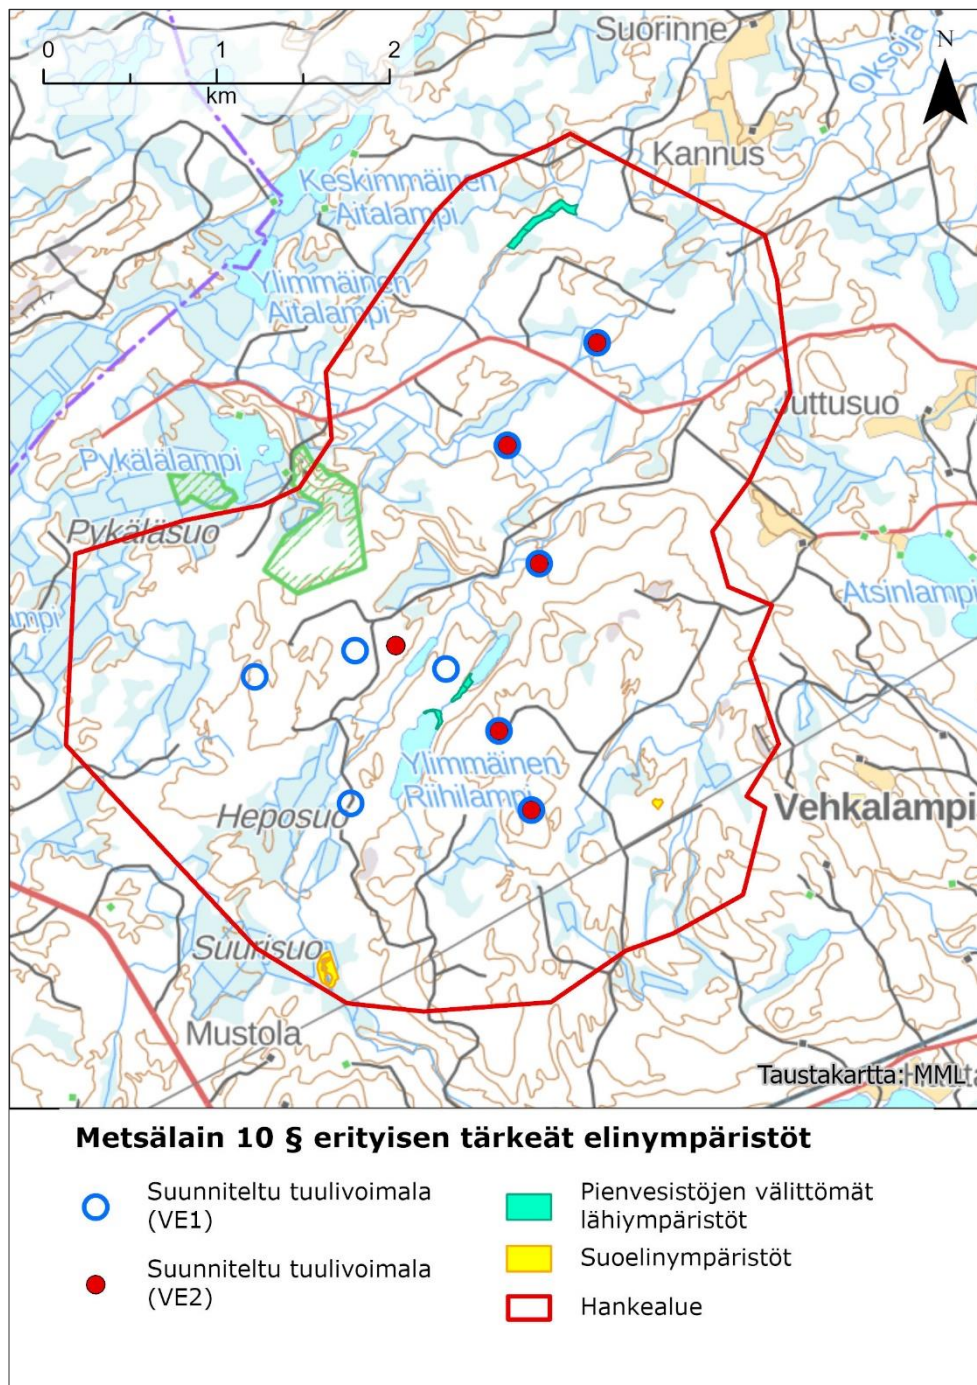 0 1 2
km
N
Suorinne
Oksoja
Kannus
Keskimmäinen
Aitalampi
Ylimmäinen
Aitalampi
Juttusuo
Pykälälampi
Pykäläsuo
Atsinlampi
ampi
Ylimmäinen
Riihilampi
Heposuo
Vehkalampi
Suurisuo
Mustola
Taustakartta: MML
Metsälain 10 § erityisen tärkeät elinympäristöt
Suunniteltu tuulivoimala
(VE1)
Suunniteltu tuulivoimala
(VE2)
Pienvesistöjen välittömät
lähiympäristöt
Suoelinympäristöt
Hankealue